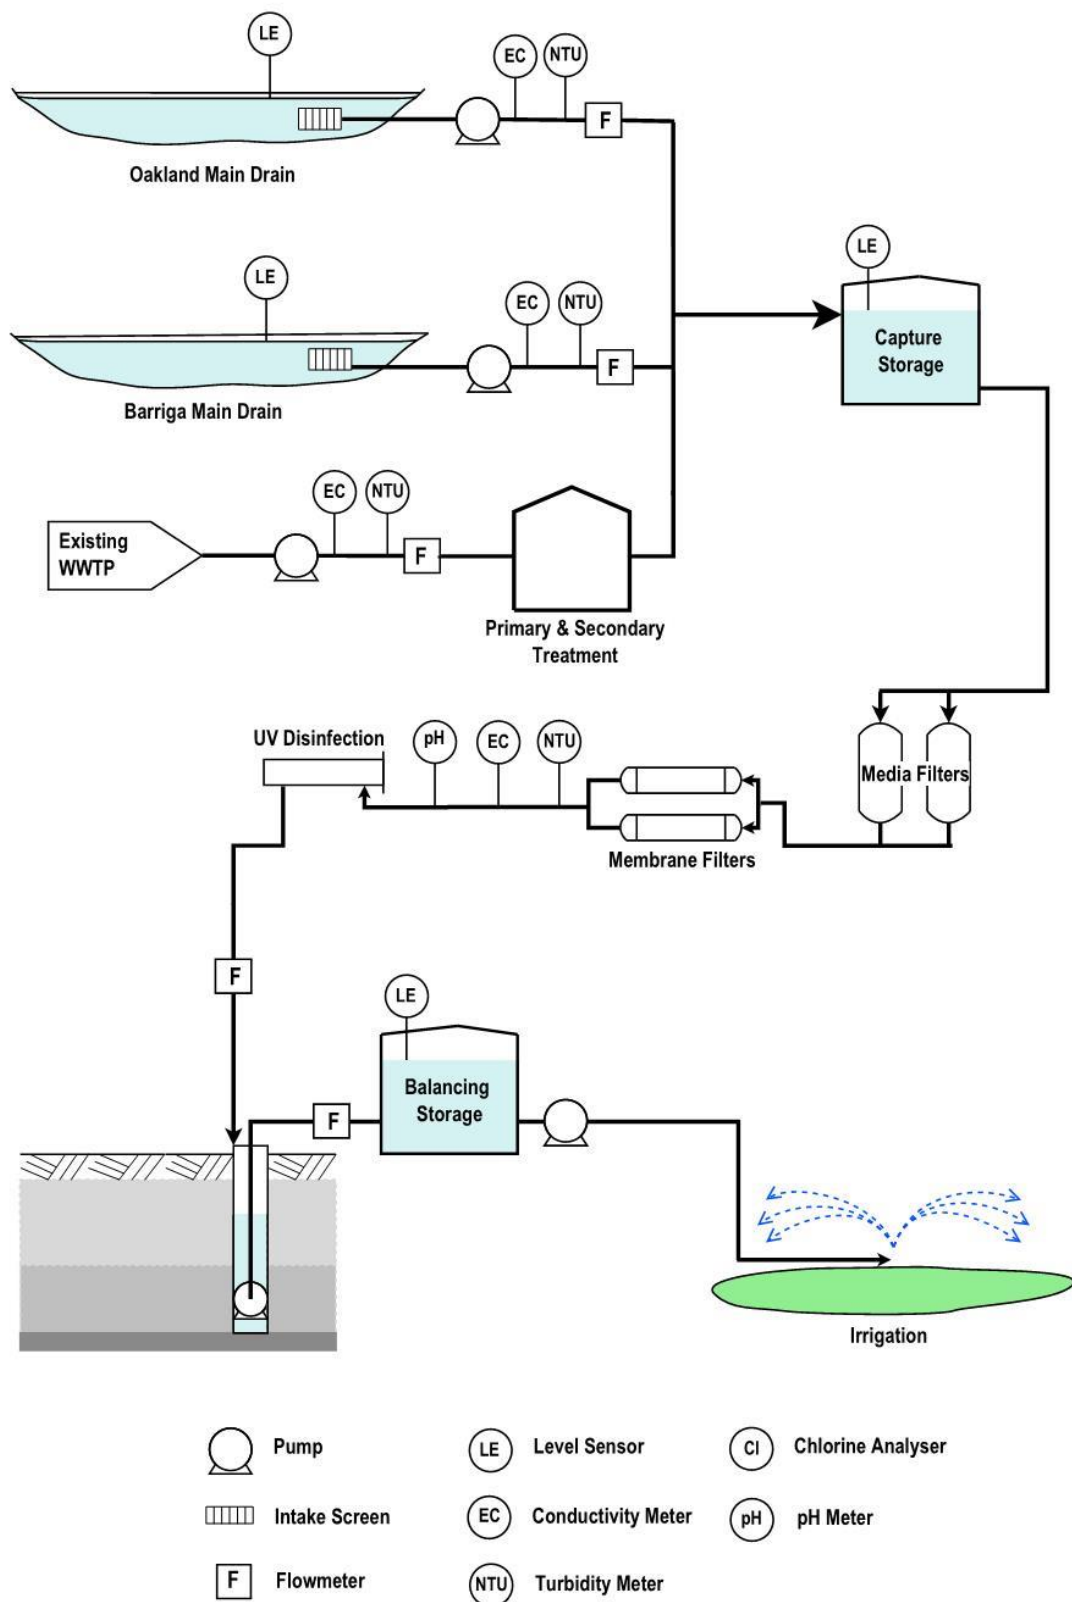 LE
EC
NTU
F
Oakland Main Drain
LE
LE
EC
NTU
F
Capture
Storage
Barriga Main Drain
EC
NTU
F
Existing
WWTP
Primary & Secondary
Treatment
UV Disinfection
pH
EC
NTU
Media Filters
Membrane Filters
F
LE
Balancing
Storage
F
Irrigation
Pump
LE
Level Sensor
Cl
Chlorine Analyser
Intake Screen
EC
Conductivity Meter
pH
pH Meter
F
Flowmeter
NTU
Turbidity Meter